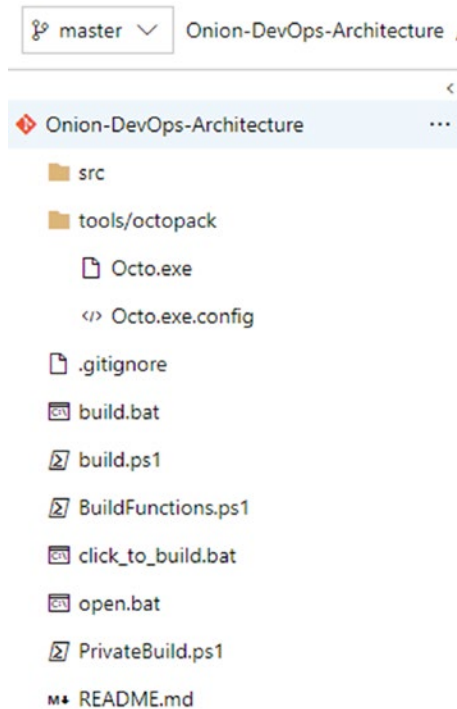 master Onion-DevOps-Architecture /
Onion-DevOps-Architecture ...
src
tools/octopack
Octo.exe
</> Octo.exe.config
.gitignore
build.bat
build.ps1
BuildFunctions.ps1
click_to_build.bat
open.bat
PrivateBuild.ps1
M↓ README.md